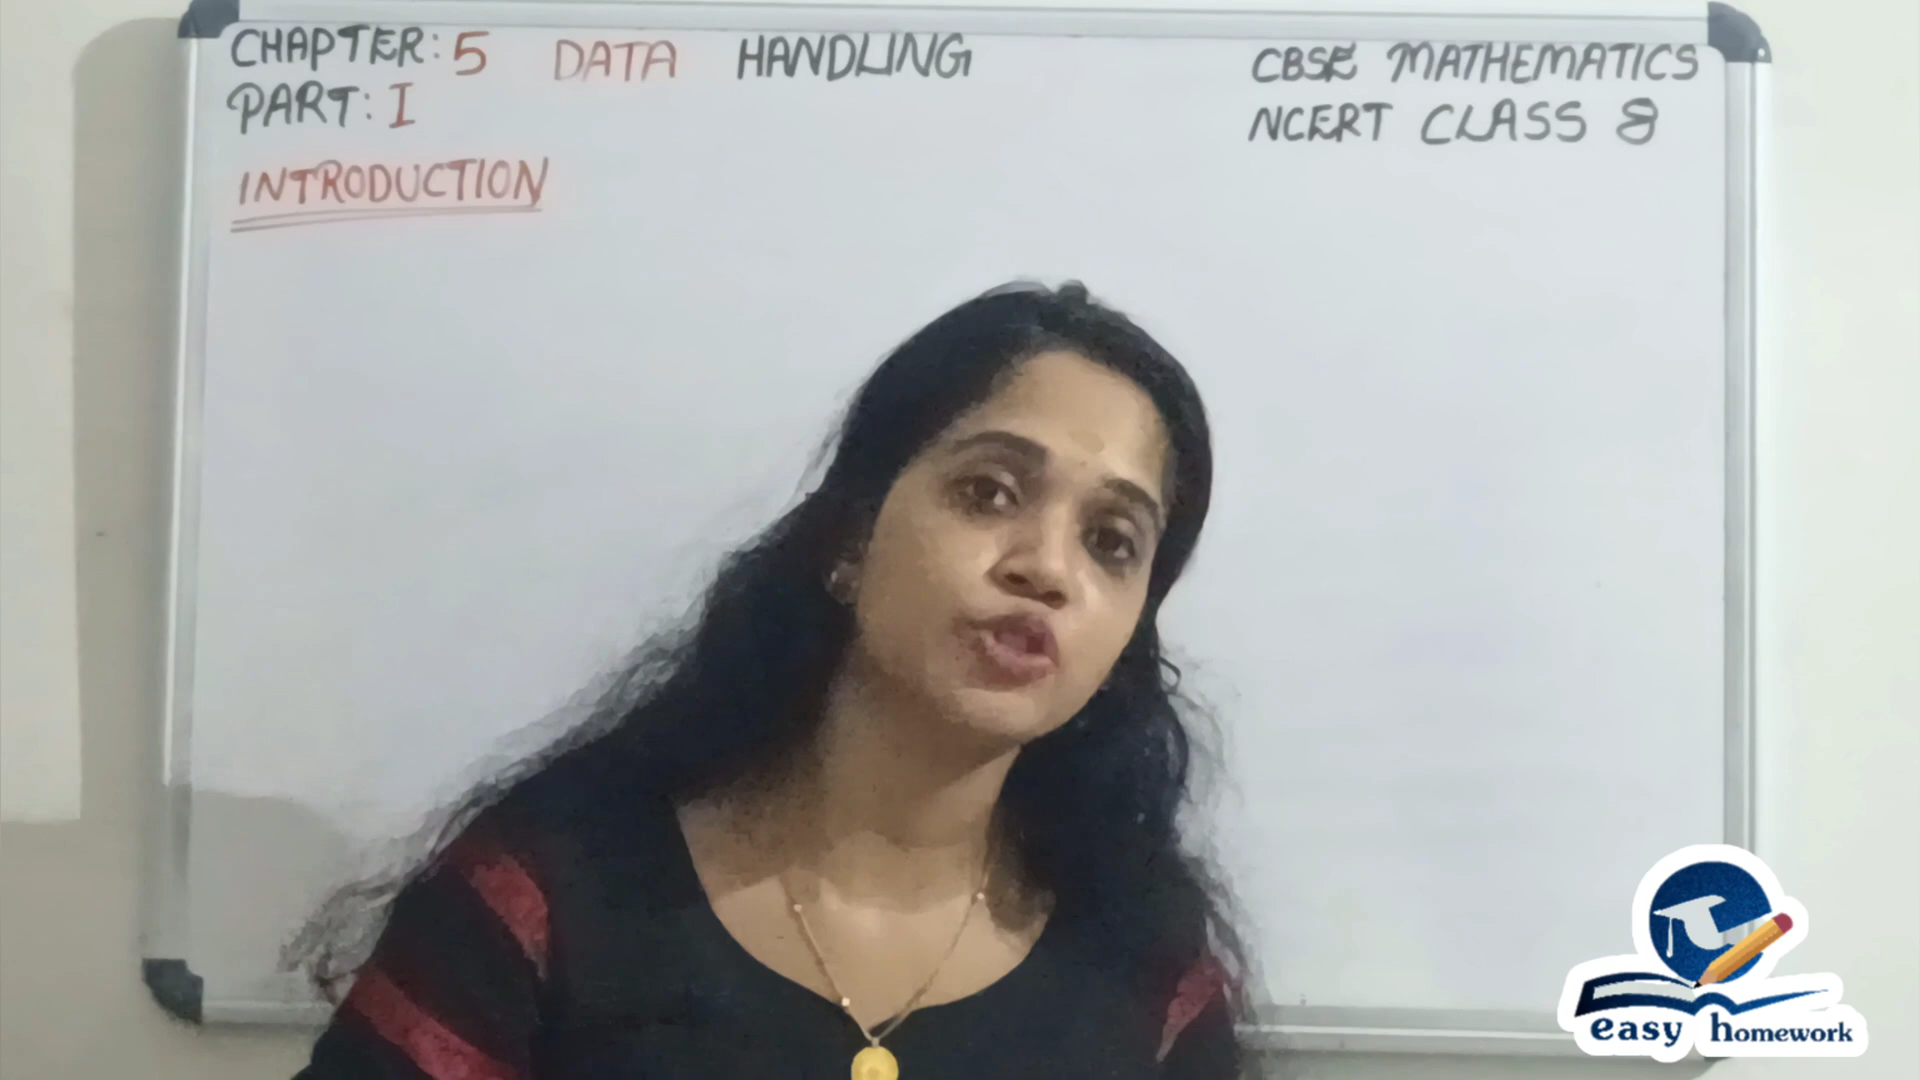 CHAPTER: 5 DATA HANDLING
PART: I
INTRODUCTION
CBSE MATHEMATICS
NCERT CLASS 8
easy homework